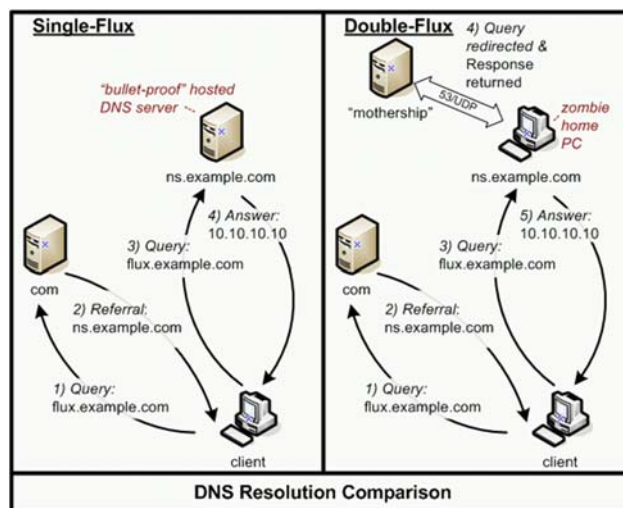 Single-Flux
"bullet-proof" hosted
DNS server
ns.example.com
4) Answer:
10.10.10.10
3) Query:
flux.example.com
com
2) Referral:
ns.example.com
1) Query:
flux.example.com
client
Double-Flux
4) Query
redirected &
Response
returned
53/UDP
"mothership"
zombie
home
PC
ns.example.com
5) Answer:
10.10.10.10
3) Query:
flux.example.com
com
2) Referral:
ns.example.com
1) Query:
flux.example.com
client
DNS Resolution Comparison